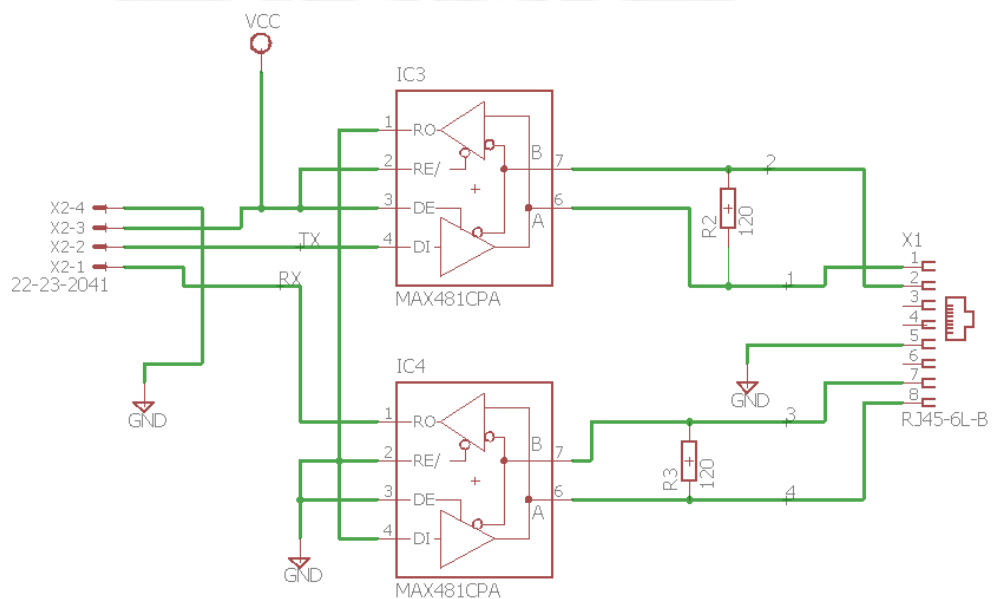 VCC
IC3
1 RO
2 RE/
3 DE
4 DI
B 7
A 6
MAX481CPA
X2-4
X2-3
X2-2
X2-1
22-23-2041
TX
RX
GND
2
R2
120
1
X1
1
2
3
4
5
6
7
8
RJ45-6L-B
GND
IC4
1 RO
2 RE/
3 DE
4 DI
B 7
A 6
MAX481CPA
3
R3
120
4
GND